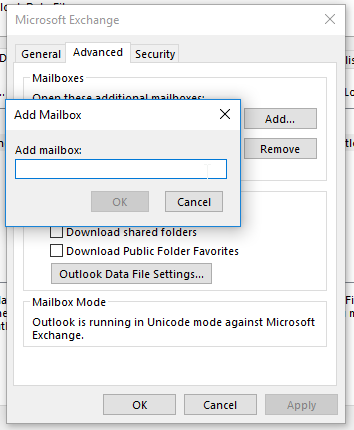 Microsoft Exchange
General
Advanced
Security
Mailboxes
Open these additional mailboxes:
Add...
Remove
Add Mailbox
Add mailbox:
OK
Cancel
Download shared folders
Download Public Folder Favorites
Outlook Data File Settings...
Mailbox Mode
Outlook is running in Unicode mode against Microsoft
Exchange.
OK
Cancel
Apply